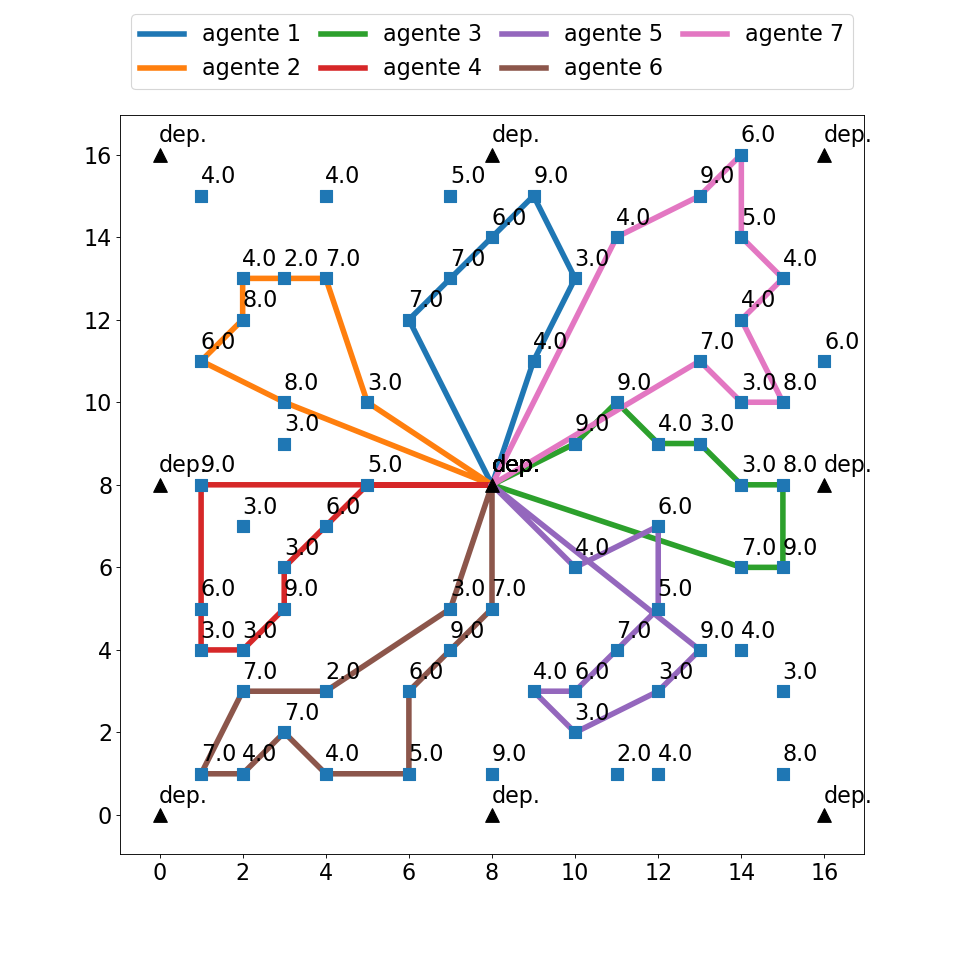 agente 1 agente 3 agente 5 agente 7
agente 2 agente 4 agente 6
6.0
dep. dep. dep.
16
4.0 4.0 5.0 9.0 9.0
6.0 4.0 5.0
14
4.0 2.0 7.0 7.0 3.0 4.0
8.0 7.0 4.0
12
6.0 4.0 7.0 6.0
8.0 3.0 9.0 3.0 8.0
10
3.0 9.0 4.0 3.0
dep. 9.0 5.0 dep. 3.0 8.0 dep.
8
3.0 6.0 6.0
3.0 4.0 7.0 9.0
6
6.0 9.0 3.0 7.0 5.0
3.0 3.0 9.0 7.0 9.0 4.0
4
7.0 2.0 6.0 4.0 6.0 3.0 3.0
7.0 3.0
2
7.0 4.0 4.0 5.0 9.0 2.0 4.0 8.0
dep. dep. dep.
0
0 2 4 6 8 10 12 14 16